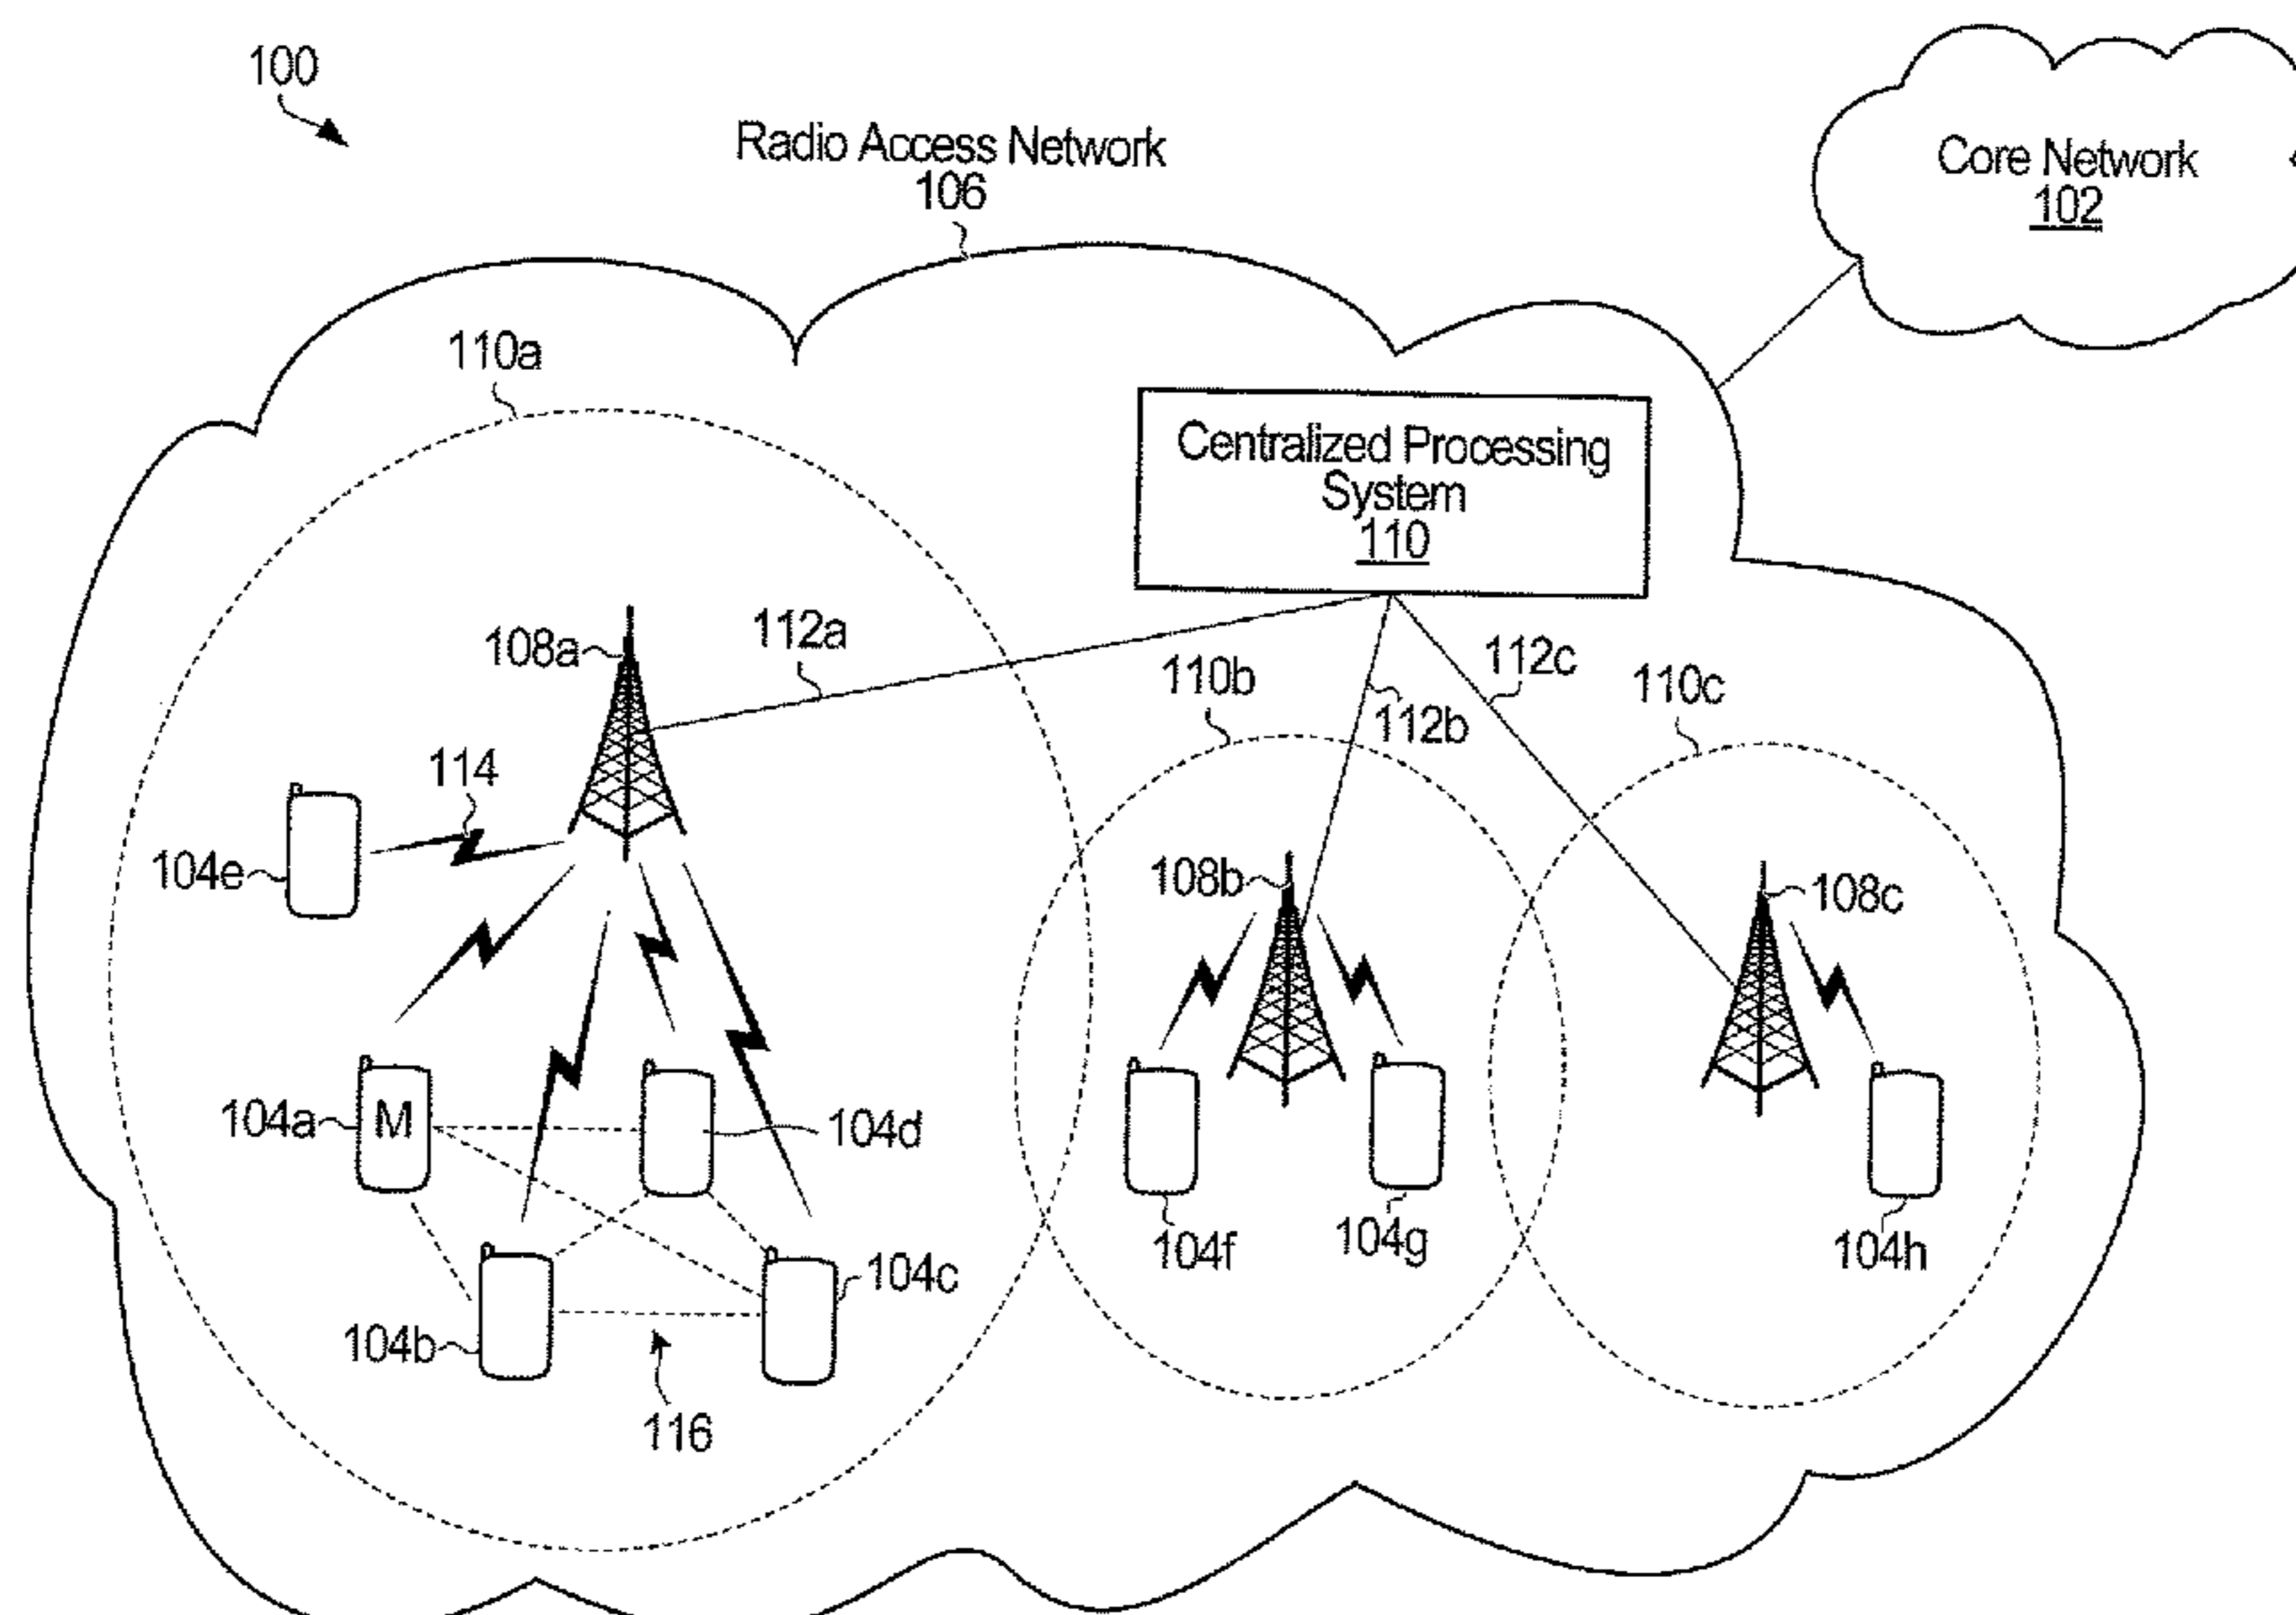 100
Radio Access Network
106
Core Network
102
110a
Centralized Processing
System
110
108a
112a
110b
112b
112c
110c
114
104e
108b
108c
104a
M
104d
104f
104g
104h
104c
104b
116